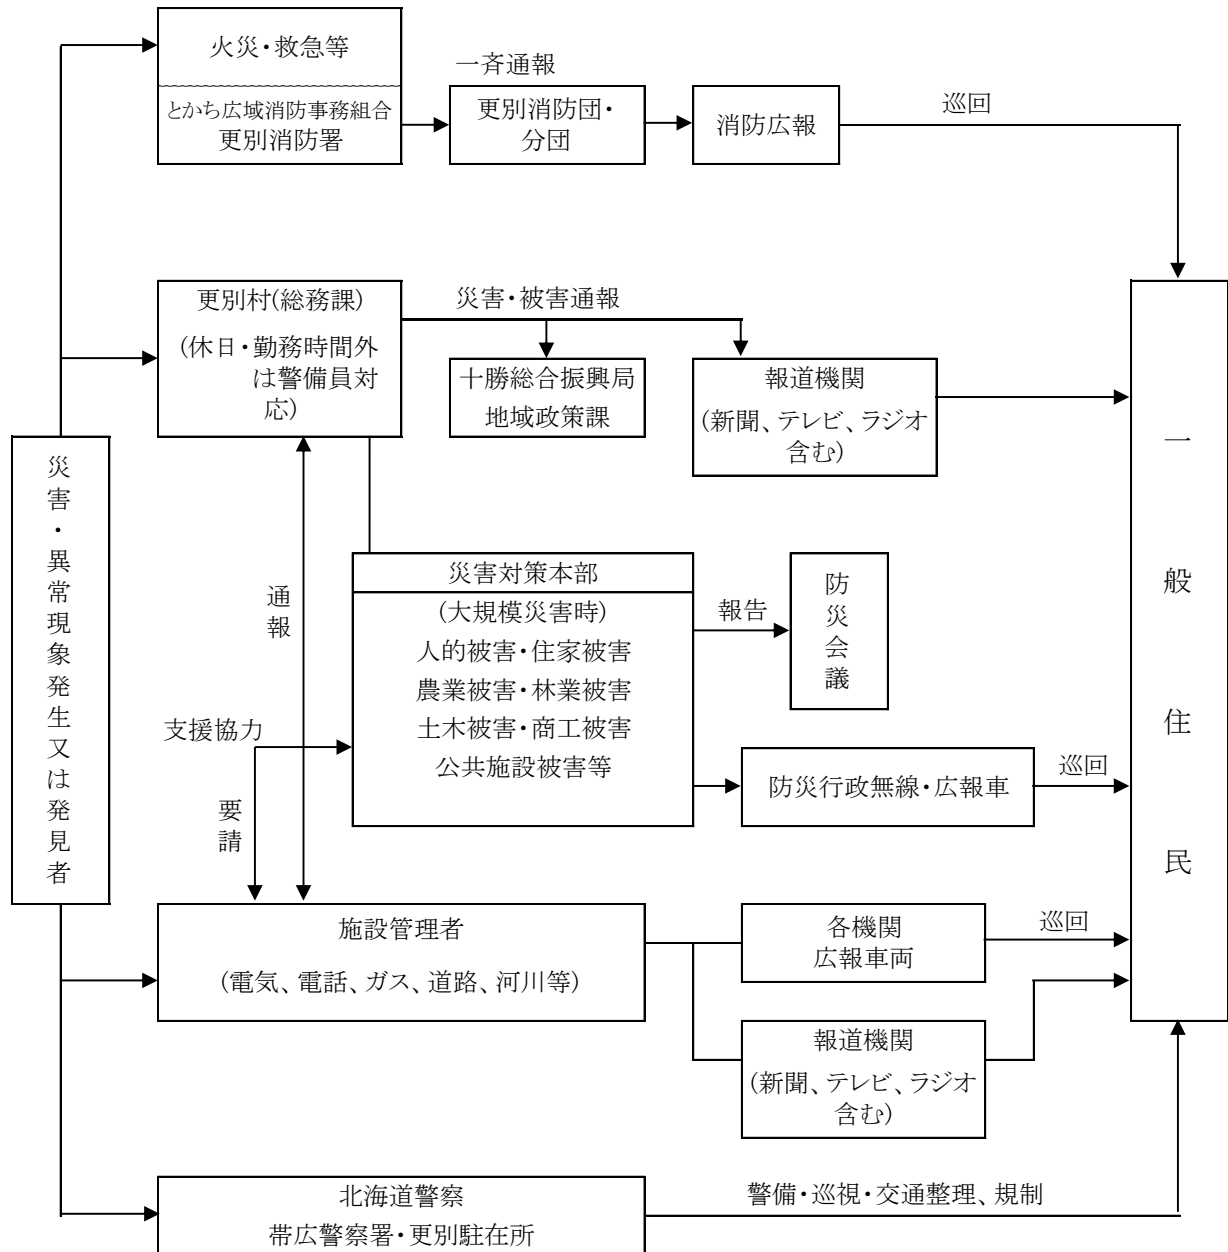 火災・救急等
とかち広域消防事務組合
更別消防署
一斉通報
更別消防団・
分団
消防広報
巡回
更別村(総務課)
(休日・勤務時間外
は警備員対
応)
災害・被害通報
十勝総合振興局
地域政策課
報道機関
(新聞、テレビ、ラジオ
含む)
一般住民
災害・異常現象発生又は発見者
通報
災害対策本部
(大規模災害時)
人的被害・住家被害
農業被害・林業被害
土木被害・商工被害
公共施設被害等
報告
防災会議
支援協力
要請
防災行政無線・広報車
巡回
施設管理者
(電気、電話、ガス、道路、河川等)
各機関
広報車両
巡回
報道機関
(新聞、テレビ、ラジオ
含む)
北海道警察
帯広警察署・更別駐在所
警備・巡視・交通整理、規制